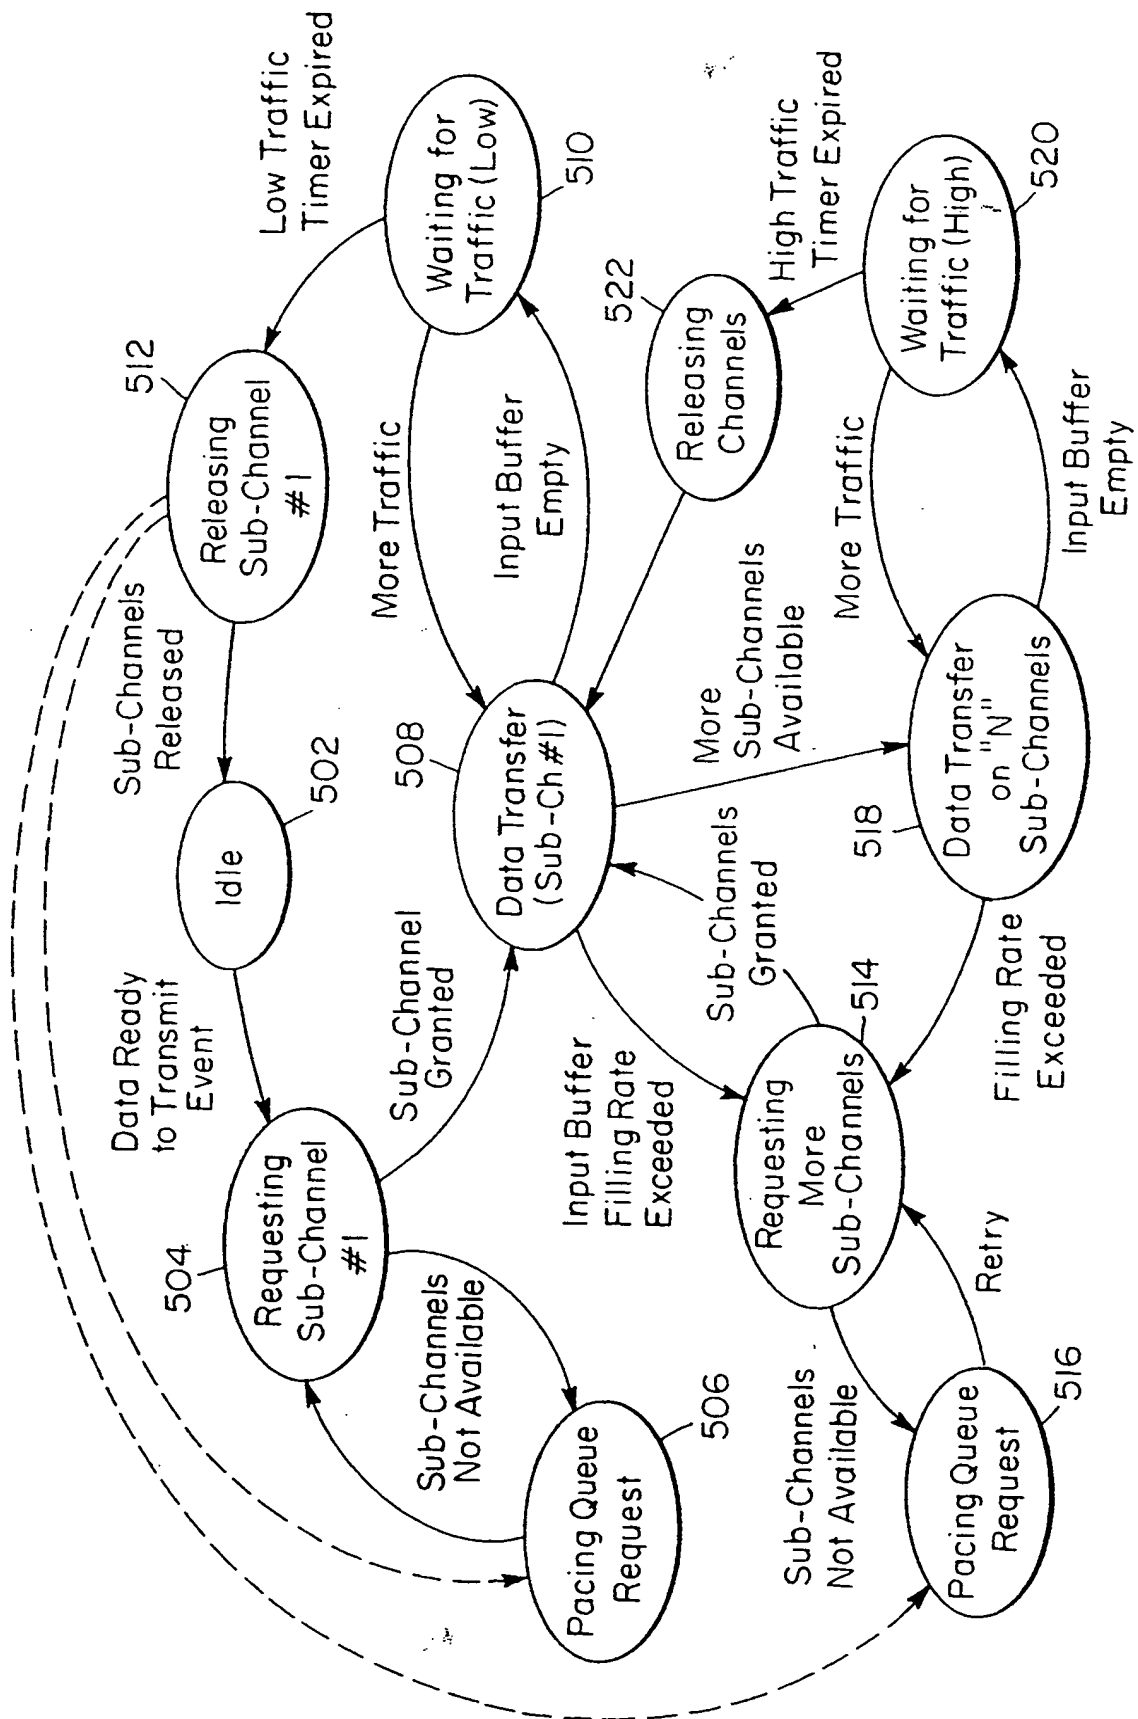 Low Traffic
Timer Expired
512
Releasing
Sub-Channel
#1
Sub-Channels
Released
Idle
502
Data Ready
to Transmit
Event
504
Requesting
Sub-Channel
#1
Sub-Channels
Not Available
Pacing Queue
Request
506
Sub-Channel
Granted
Waiting for
Traffic (Low)
510
More Traffic
Input Buffer
Empty
508
Data Transfer
(Sub-Ch#1)
522
Releasing
Channels
High Traffic
Timer Expired
More
Sub-Channels
Available
Sub-Channels
Granted
Input Buffer
Filling Rate
Exceeded
514
Requesting
More
Sub-Channels
Sub-Channels
Not Available
Retry
516
Pacing Queue
Request
Waiting for
Traffic (High)
520
More Traffic
Input Buffer
Empty
518
Data Transfer
on "N"
Sub-Channels
Filling Rate
Exceeded